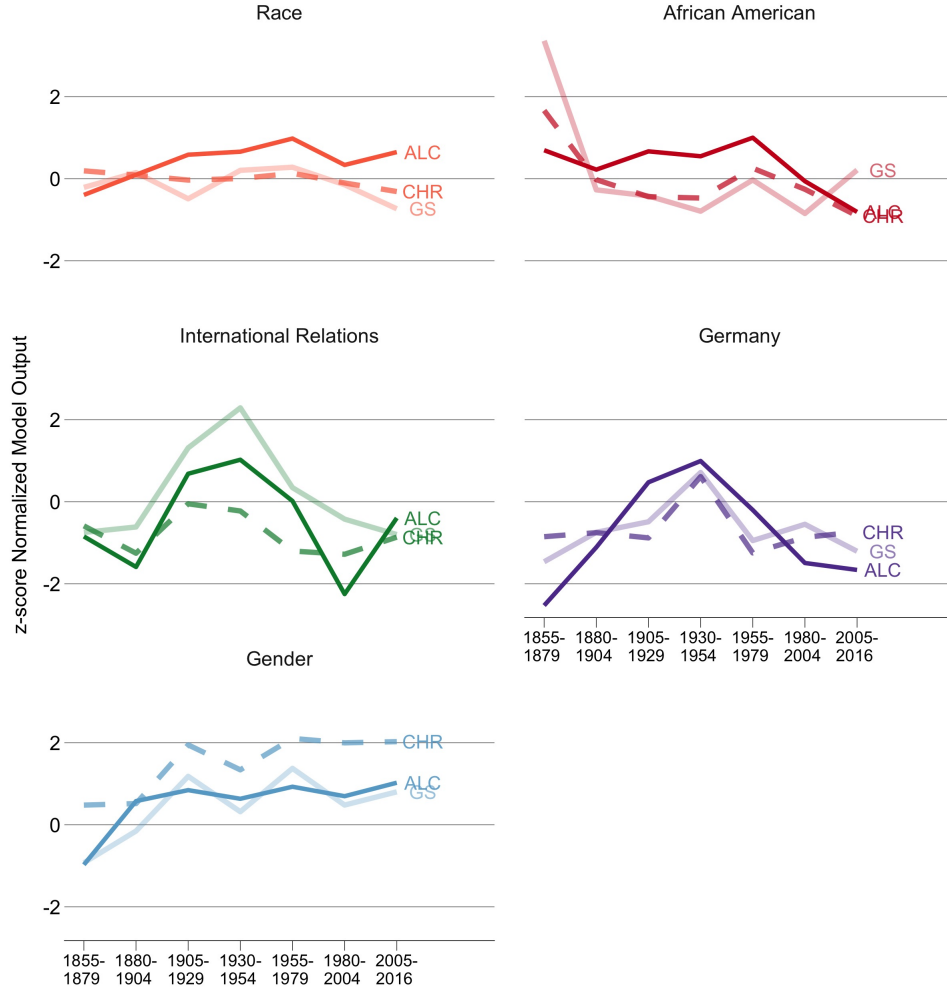 Race
African American
2
0
-2
ALC
CHR
GS
GS
ALC
CHR
z-score Normalized Model Output
International Relations
Germany
2
0
-2
ALC
GS
CHR
CHR
GS
ALC
1855-
1879
1880-
1904
1905-
1929
1930-
1954
1955-
1979
1980-
2004
2005-
2016
Gender
2
0
-2
CHR
ALC
GS
1855-
1879
1880-
1904
1905-
1929
1930-
1954
1955-
1979
1980-
2004
2005-
2016